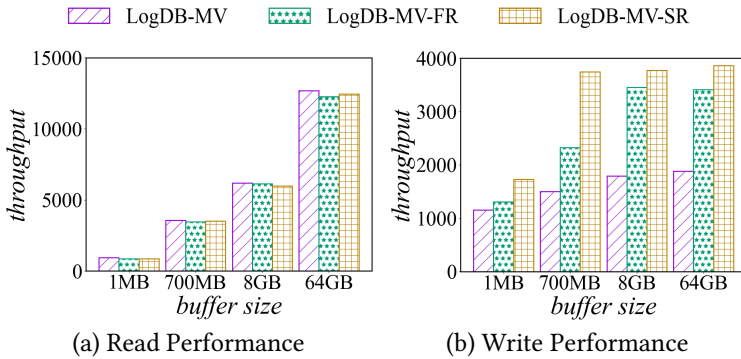 LogDB-MV LogDB-MV-FR LogDB-MV-SR
throughput
15000
10000
5000
0
1MB 700MB 8GB 64GB
buffer size
(a) Read Performance
throughput
4000
3000
2000
1000
0
1MB 700MB 8GB 64GB
buffer size
(b) Write Performance